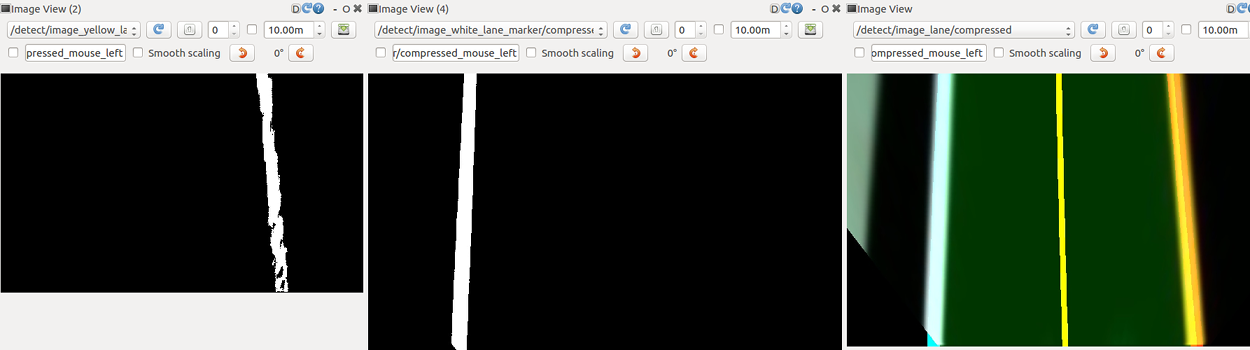 Image View (2) D C ? - O ✖
/detect/image_yellow_la 0 10.00m
pressed_mouse_left Smooth scaling 0°
Image View (4) D C ? - O ✖
/detect/image_white_lane_marker/compresse 0 10.00m
r/compressed_mouse_left Smooth scaling 0°
Image View D C
/detect/image_lane/compressed 0 10.00m
ompressed_mouse_left Smooth scaling 0°